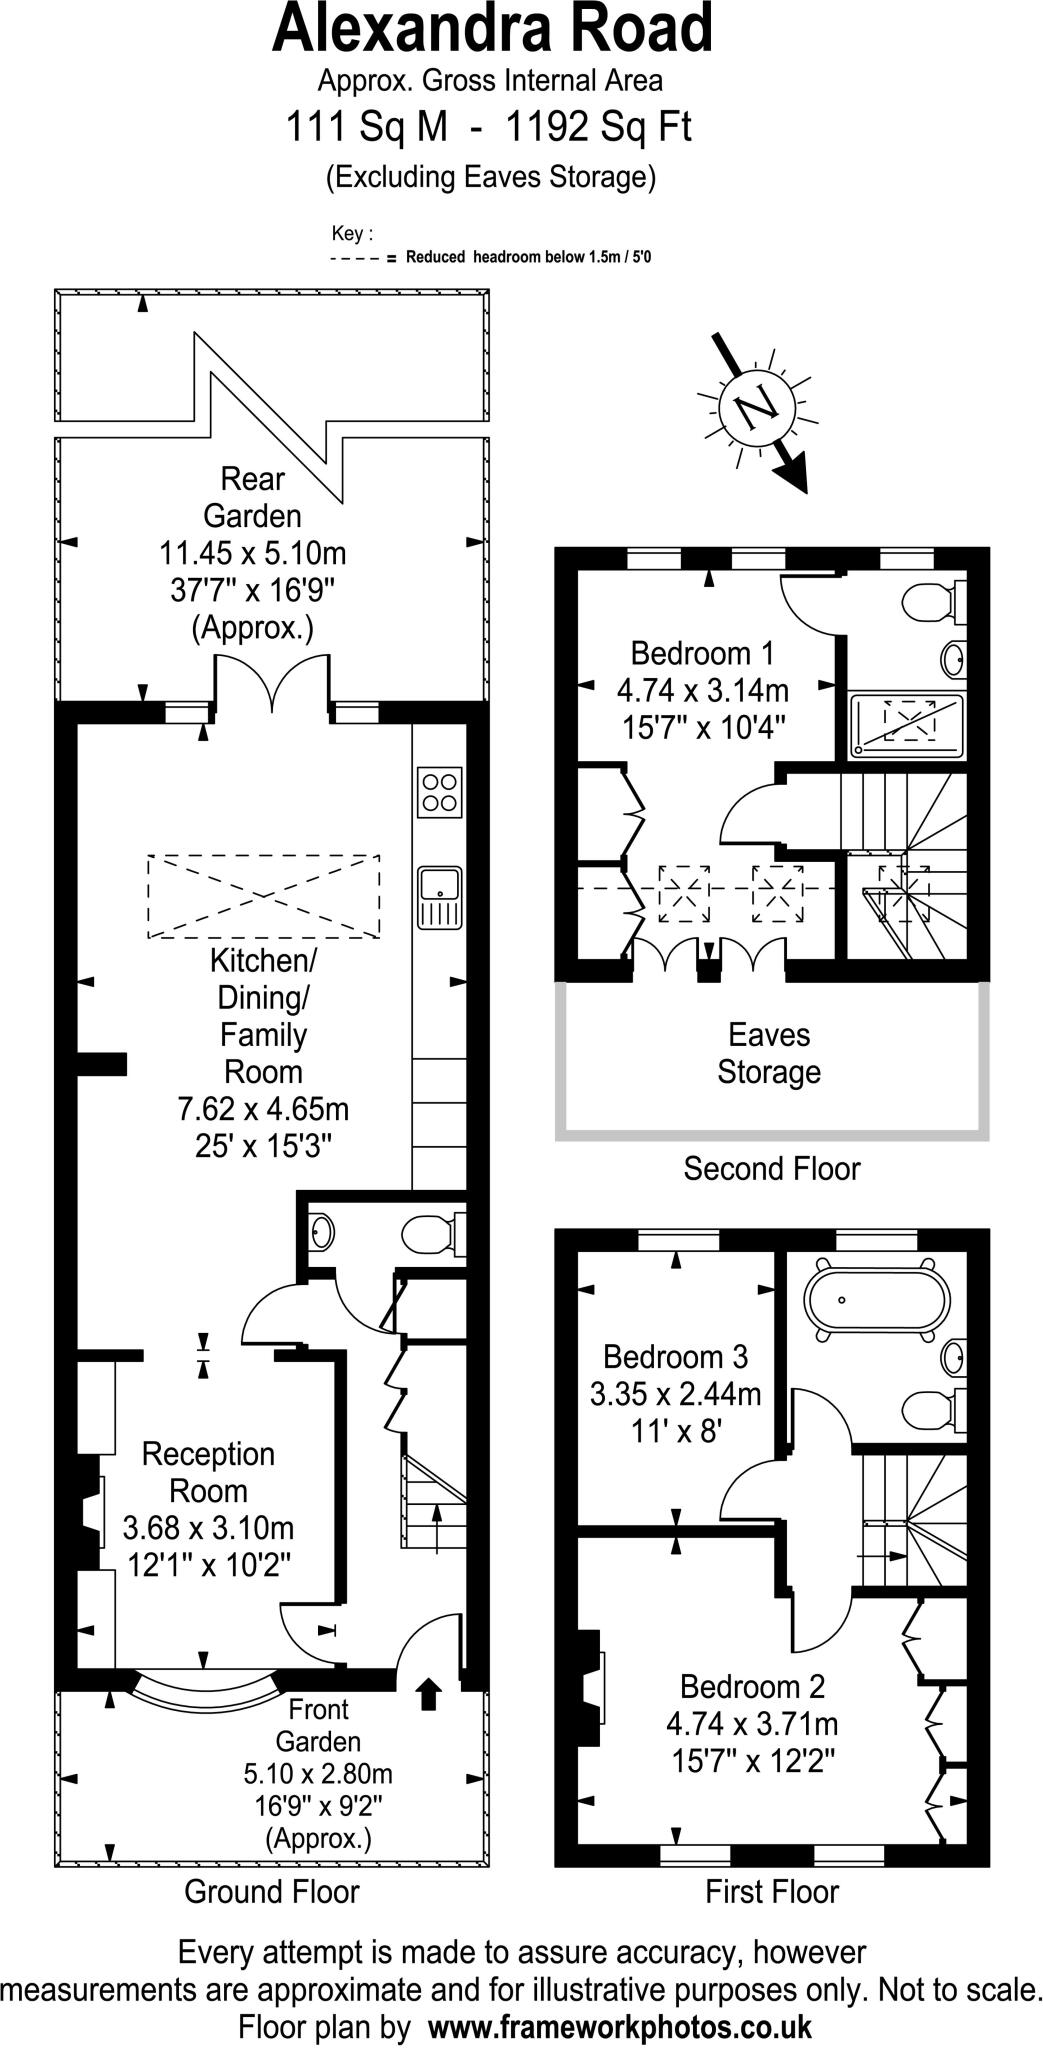 Alexandra Road
Approx. Gross Internal Area
111 Sq M - 1192 Sq Ft
(Excluding Eaves Storage)
Key :
---- = Reduced headroom below 1.5m / 5'0
N
Rear
Garden
11.45 x 5.10m
37'7" x 16'9"
(Approx.)
Bedroom 1
4.74 x 3.14m
15'7" x 10'4"
Kitchen/
Dining/
Family
Room
7.62 x 4.65m
25' x 15'3"
Eaves
Storage
Second Floor
Bedroom 3
3.35 x 2.44m
11' x 8'
Reception
Room
3.68 x 3.10m
12'1" x 10'2"
Bedroom 2
4.74 x 3.71m
15'7" x 12'2"
Front
Garden
5.10 x 2.80m
16'9" x 9'2"
(Approx.)
Ground Floor
First Floor
Every attempt is made to assure accuracy, however
measurements are approximate and for illustrative purposes only. Not to scale.
Floor plan by www.frameworkphotos.co.uk